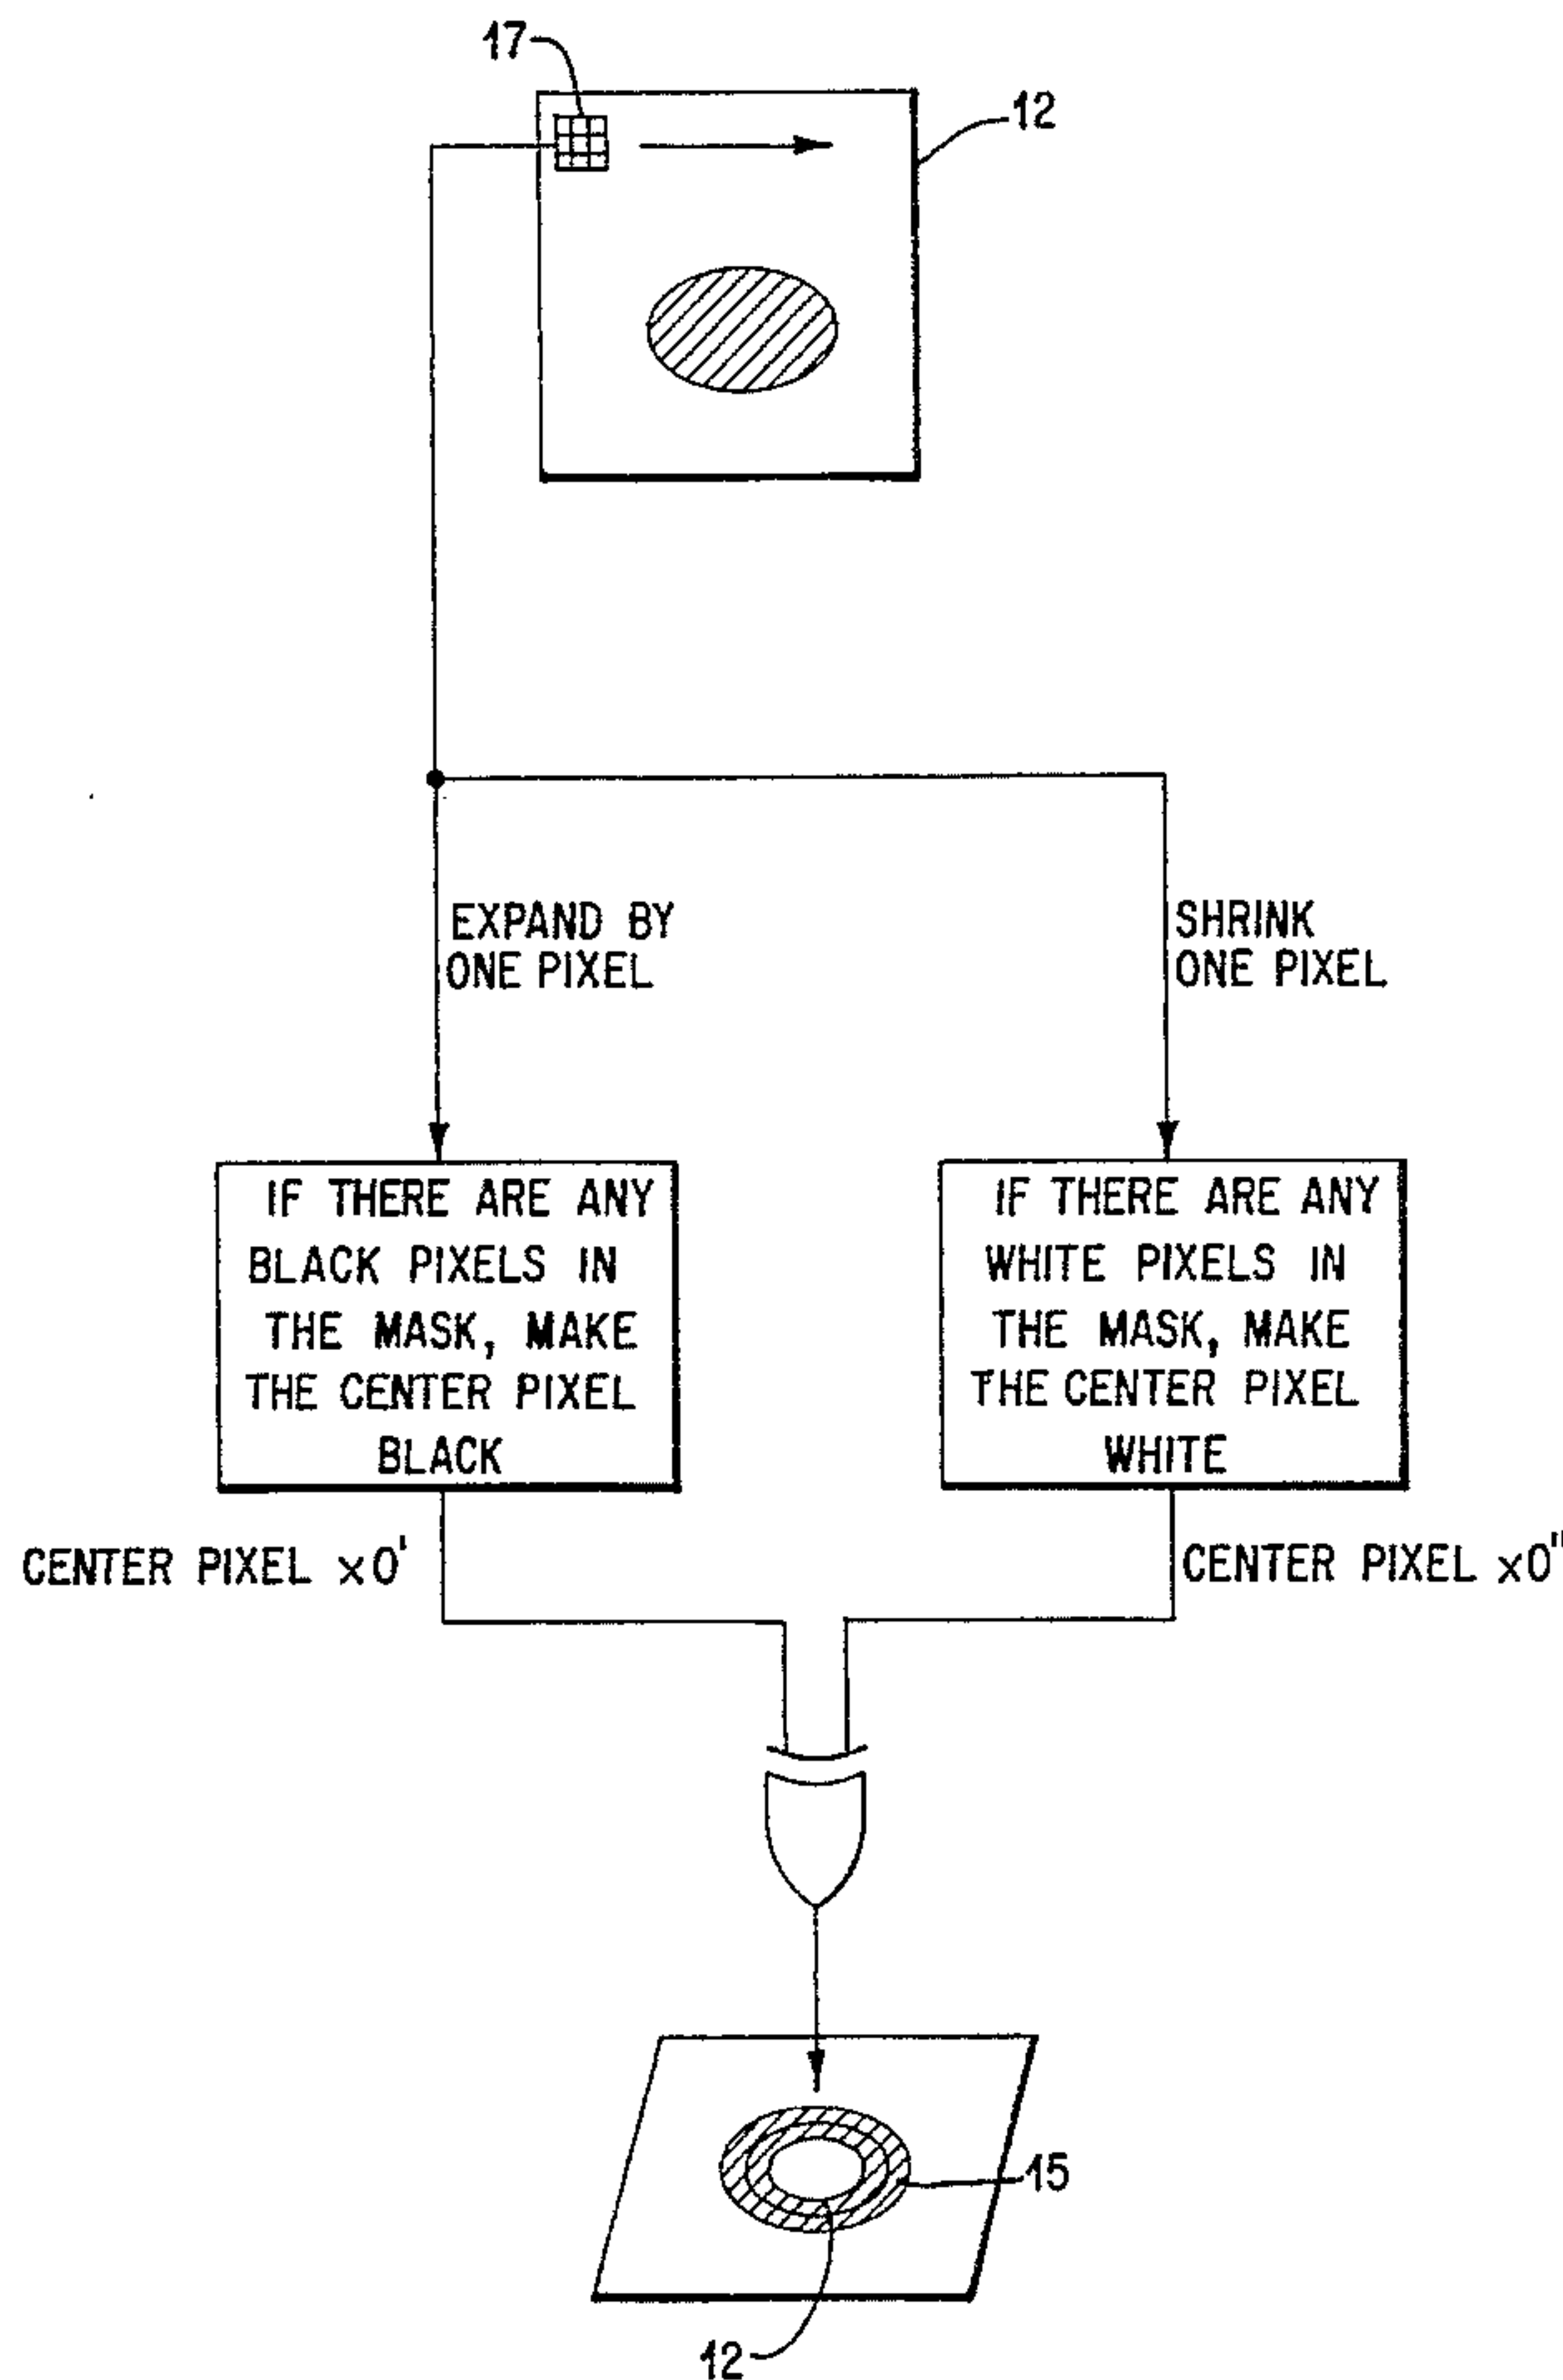 17
12
EXPAND BY
ONE PIXEL
SHRINK
ONE PIXEL
IF THERE ARE ANY
BLACK PIXELS IN
THE MASK, MAKE
THE CENTER PIXEL
BLACK
IF THERE ARE ANY
WHITE PIXELS IN
THE MASK, MAKE
THE CENTER PIXEL
WHITE
CENTER PIXEL x0'
CENTER PIXEL x0"
15
12